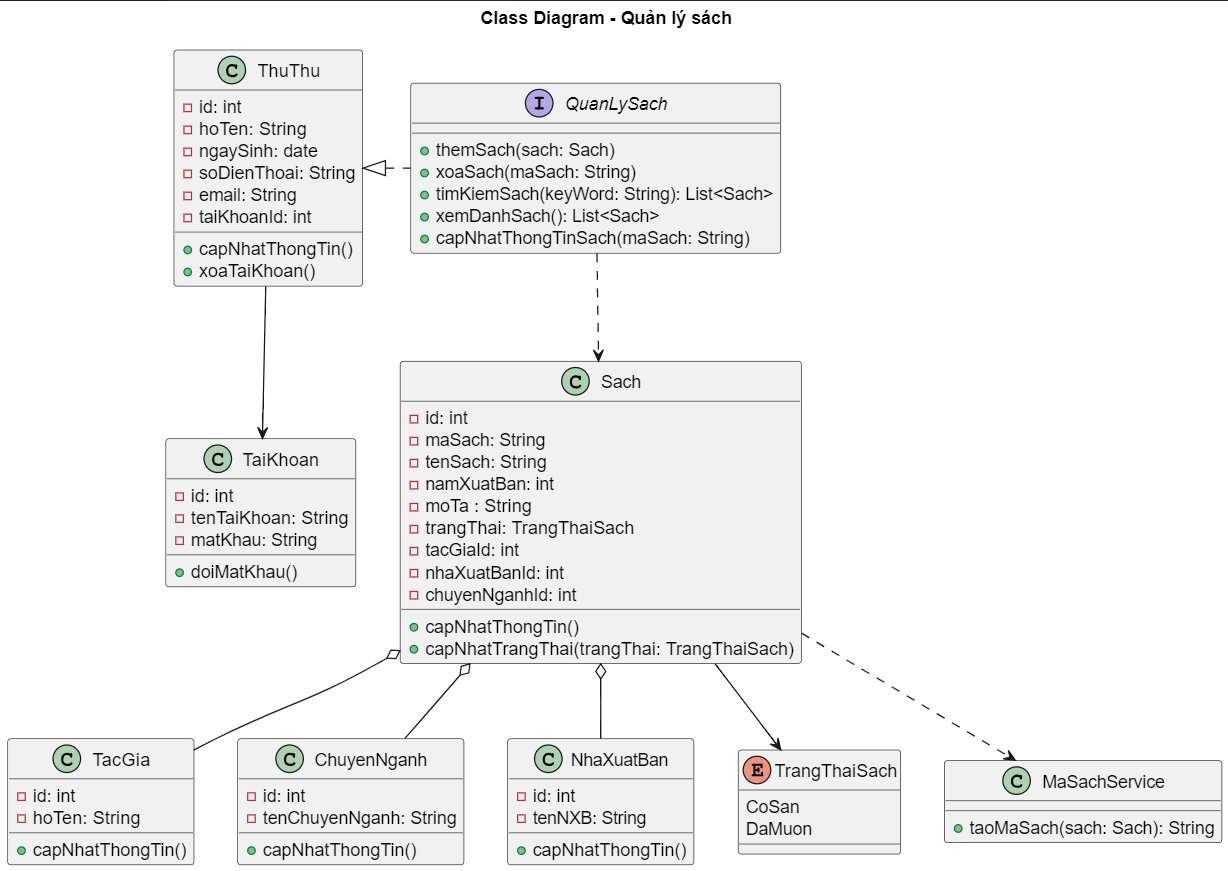 Class Diagram - Quản lý sách
C ThuThu
id: int
hoTen: String
ngaySinh: date
soDienThoai: String
email: String
taiKhoanId: int
capNhatThongTin()
xoaTaiKhoan()
I QuanLySach
themSach(sach: Sach)
xoaSach(maSach: String)
timKiemSach(keyWord: String): List<Sach>
xemDanhSach(): List<Sach>
capNhatThongTinSach(maSach: String)
C Sach
id: int
maSach: String
tenSach: String
namXuatBan: int
moTa : String
trangThai: TrangThaiSach
tacGiaId: int
nhaXuatBanId: int
chuyenNganhId: int
capNhatThongTin()
capNhatTrangThai(trangThai: TrangThaiSach)
C TaiKhoan
id: int
tenTaiKhoan: String
matKhau: String
doiMatKhau()
C TacGia
id: int
hoTen: String
capNhatThongTin()
C ChuyenNganh
id: int
tenChuyenNganh: String
capNhatThongTin()
C NhaXuatBan
id: int
tenNXB: String
capNhatThongTin()
E TrangThaiSach
CoSan
DaMuon
C MaSachService
taoMaSach(sach: Sach): String